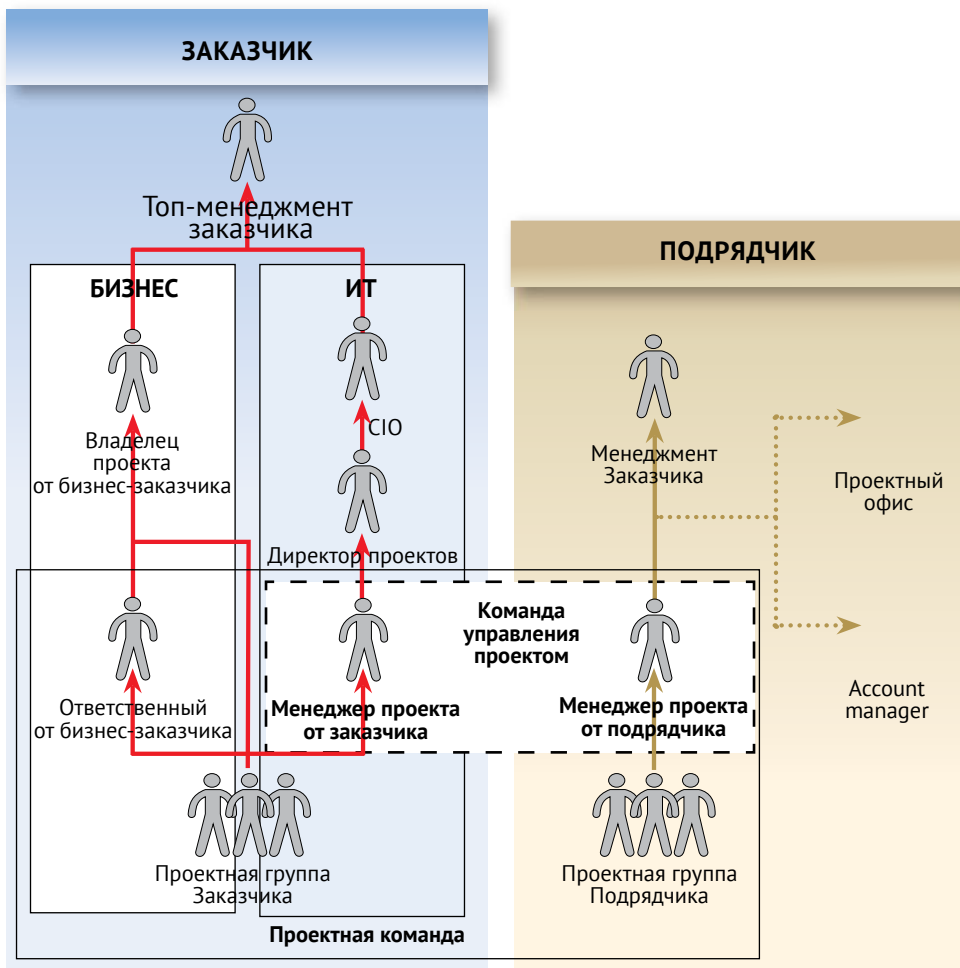 ЗАКАЗЧИК
Топ-менеджмент
заказчика
БИЗНЕС
ИТ
Владелец
проекта
от бизнес-заказчика
CIO
Директор проектов
Ответственный
от бизнес-заказчика
Менеджер проекта
от заказчика
Команда
управления
проектом
Менеджер проекта
от подрядчика
Проектная группа
Заказчика
Проектная команда
ПОДРЯДЧИК
Менеджмент
Заказчика
Проектный
офис
Account
manager
Проектная группа
Подрядчика